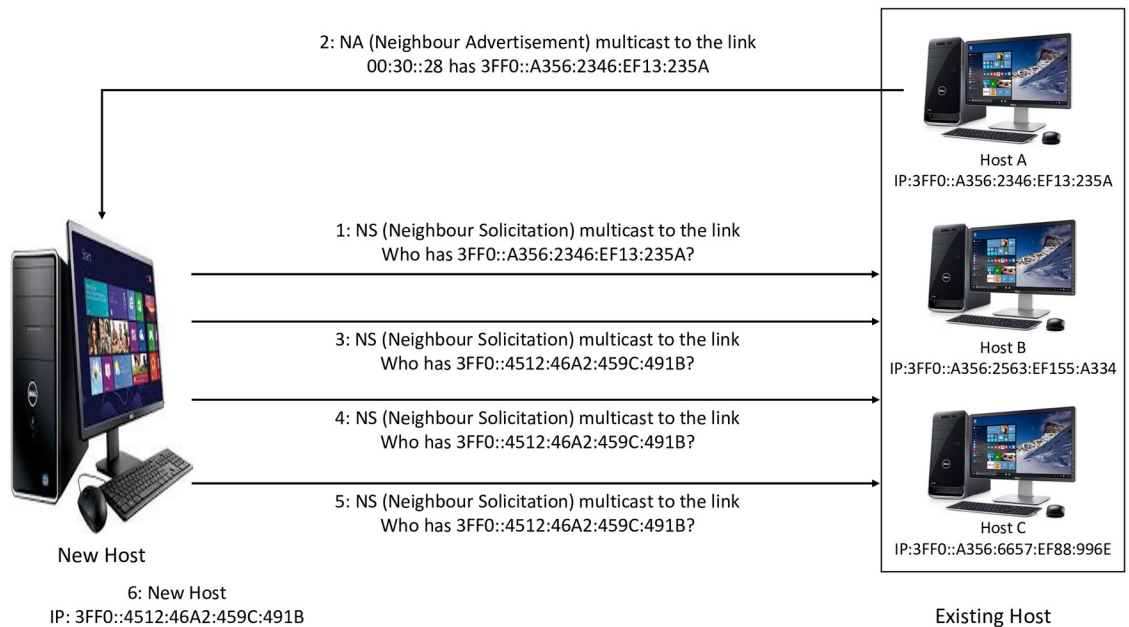 2: NA (Neighbour Advertisement) multicast to the link
00:30::28 has 3FF0::A356:2346:EF13:235A
Host A
IP:3FF0::A356:2346:EF13:235A
1: NS (Neighbour Solicitation) multicast to the link
Who has 3FF0::A356:2346:EF13:235A?
3: NS (Neighbour Solicitation) multicast to the link
Who has 3FF0::4512:46A2:459C:491B?
Host B
IP:3FF0::A356:2563:EF155:A334
4: NS (Neighbour Solicitation) multicast to the link
Who has 3FF0::4512:46A2:459C:491B?
5: NS (Neighbour Solicitation) multicast to the link
Who has 3FF0::4512:46A2:459C:491B?
Host C
IP:3FF0::A356:6657:EF88:996E
New Host
6: New Host
IP: 3FF0::4512:46A2:459C:491B
Existing Host
Start